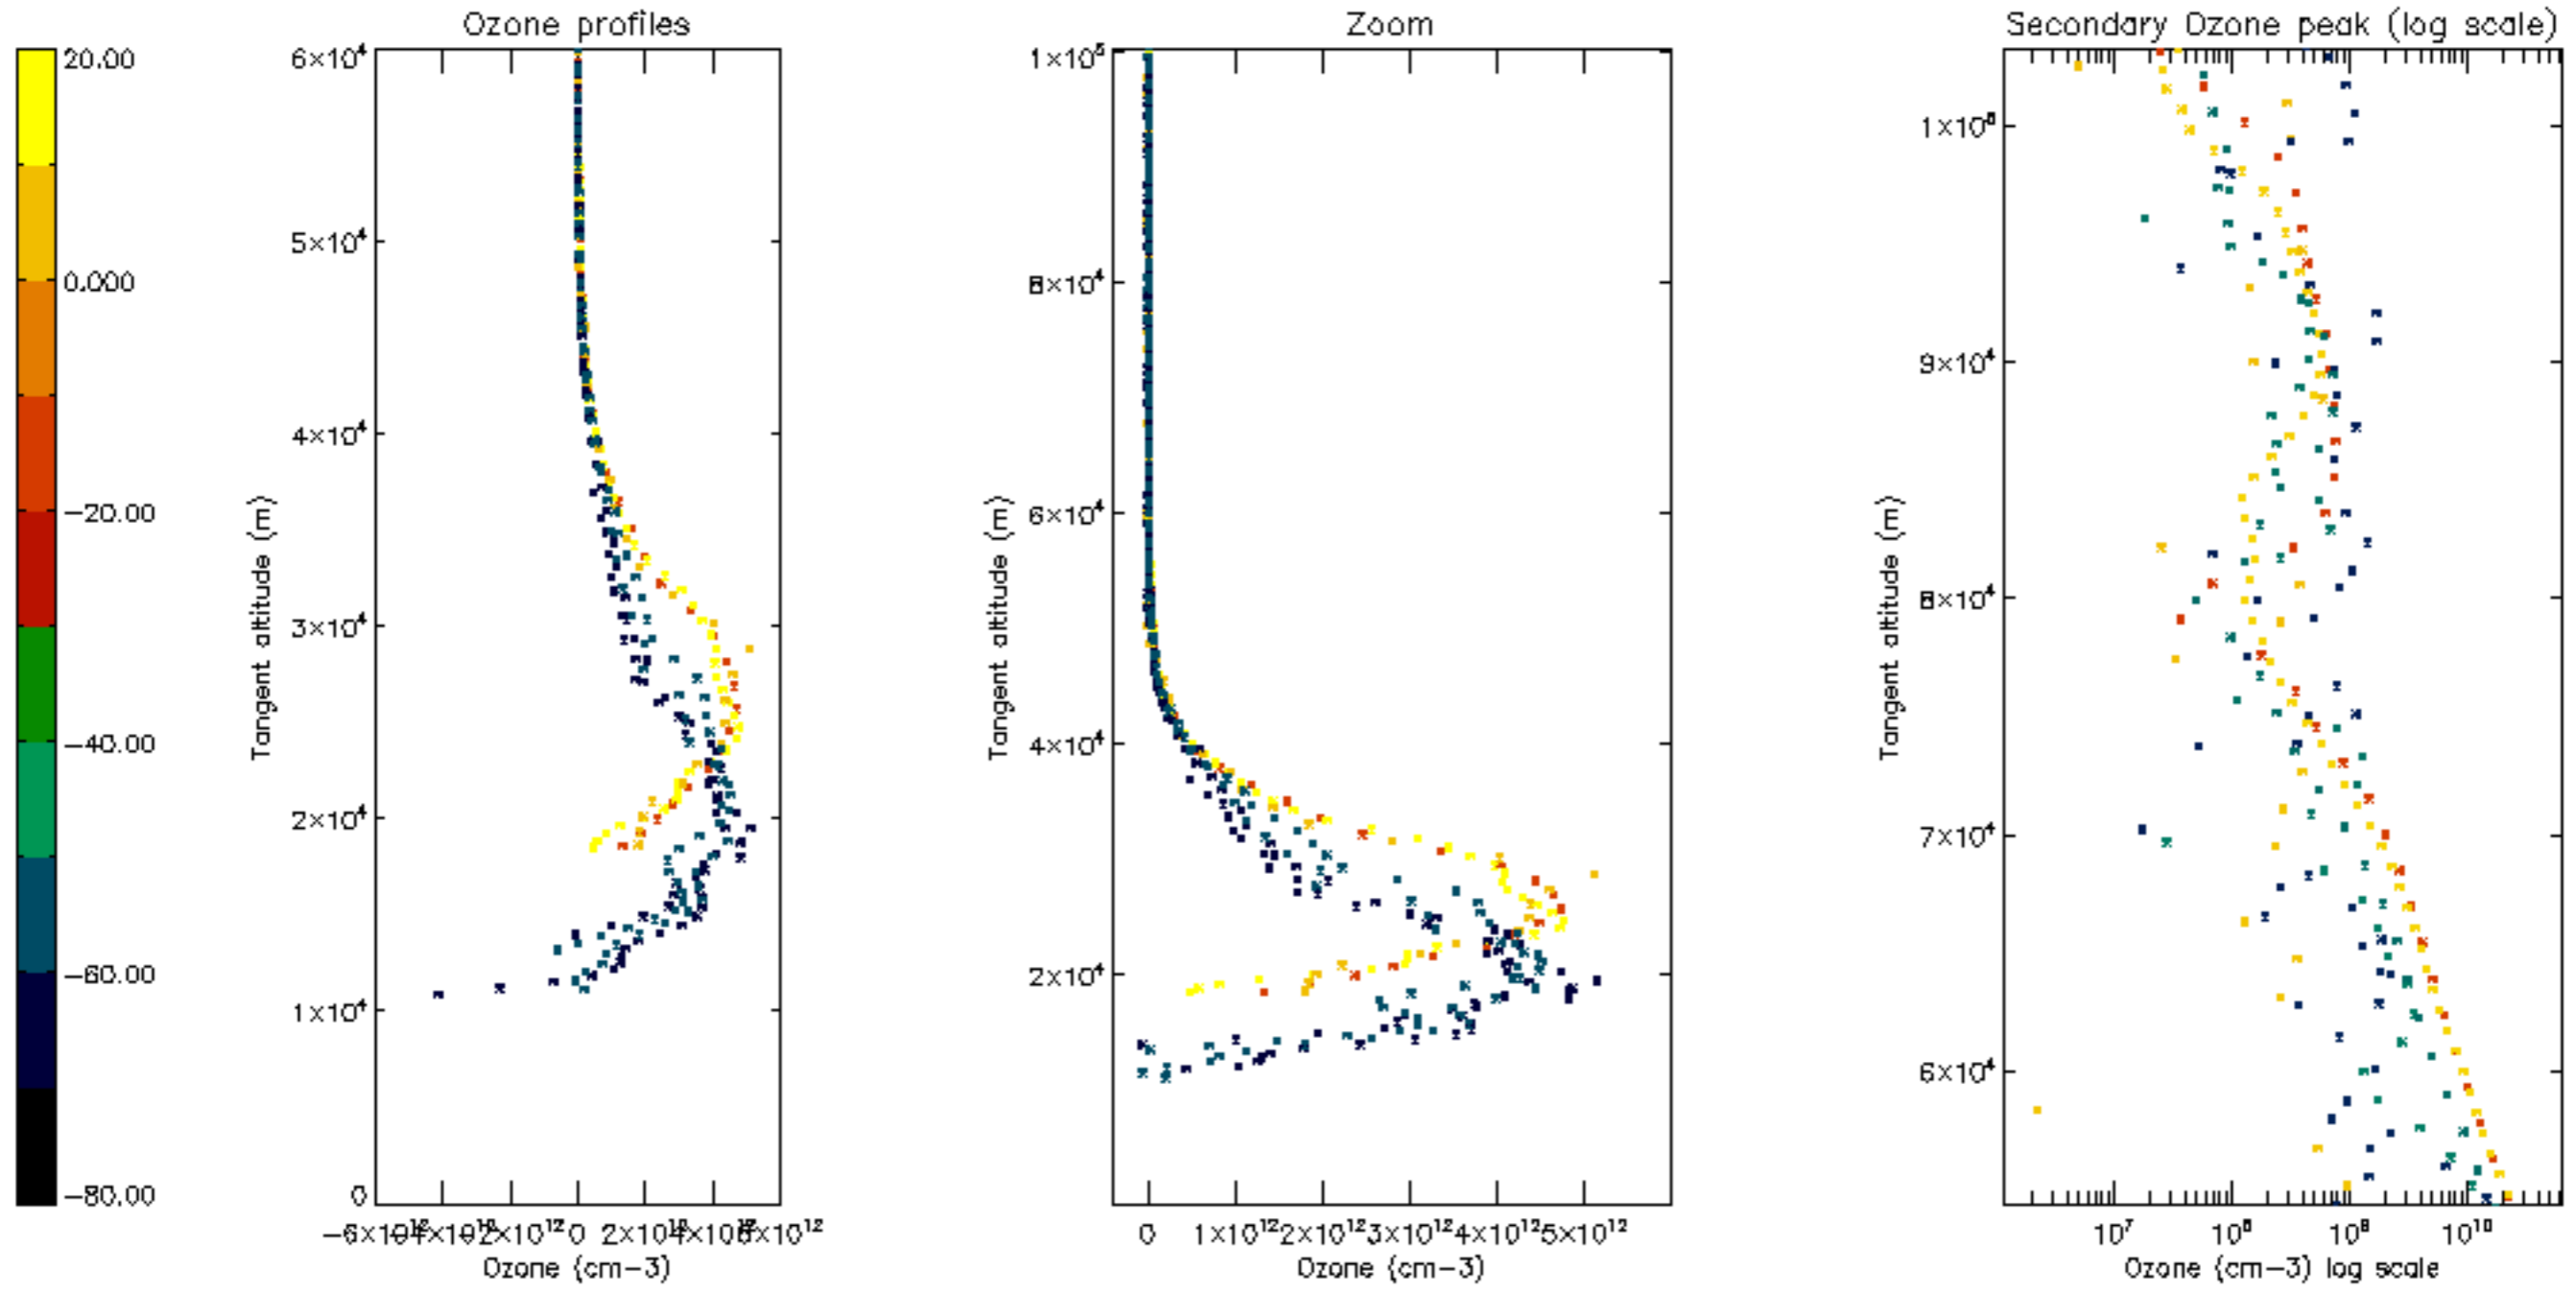 Ozone profiles
Zoom
Secondary Ozone peak (log scale)
20.00
0.000
−20.00
−40.00
−60.00
−80.00
6×10⁴
5×10⁴
4×10⁴
3×10⁴
2×10⁴
1×10⁴
0
Tangent altitude (m)
0
Ozone (cm−3)
1×10⁵
8×10⁴
6×10⁴
4×10⁴
2×10⁴
Tangent altitude (m)
0 1×10¹² 2×10¹² 3×10¹² 4×10¹² 5×10¹²
Ozone (cm−3)
1×10⁵
9×10⁴
8×10⁴
7×10⁴
6×10⁴
Tangent altitude (m)
10⁷ 10⁸ 10⁹ 10¹⁰
Ozone (cm−3) log scale